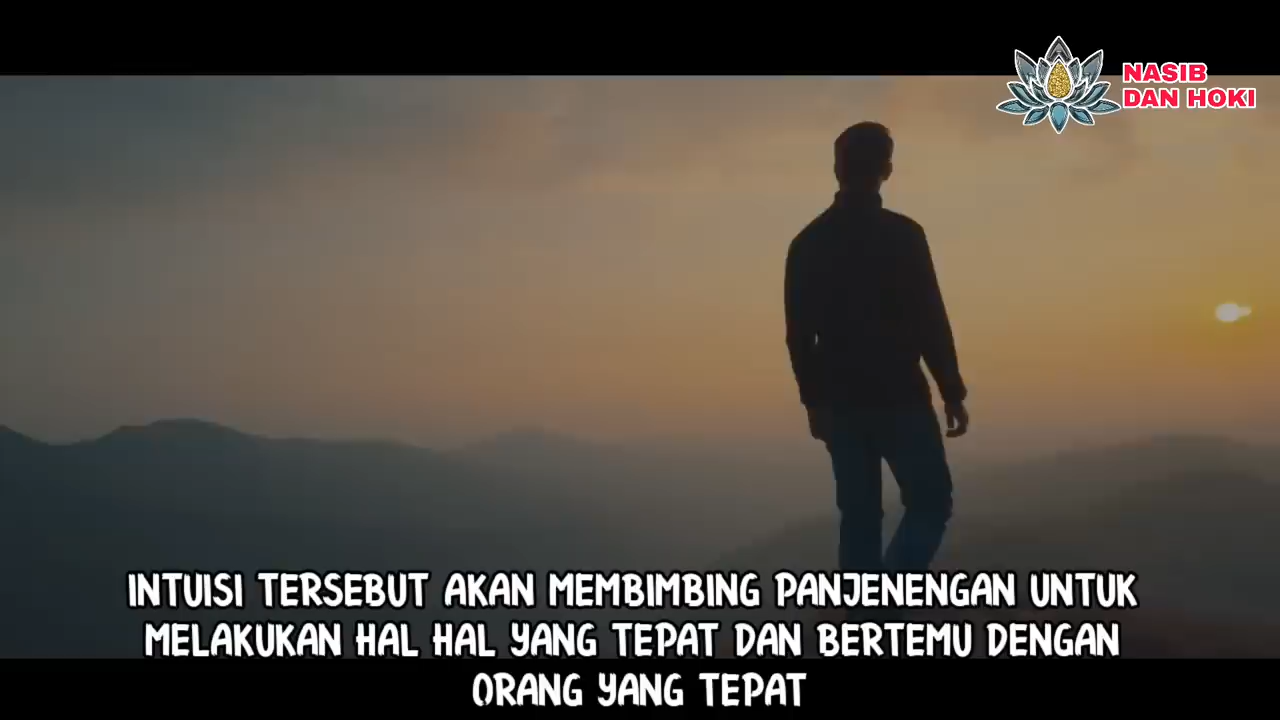 NASIB
DAN HOKI
INTUISI TERSEBUT AKAN MEMBIMBING PANJENENGAN UNTUK
MELAKUKAN HAL HAL YANG TEPAT DAN BERTEMU DENGAN
ORANG YANG TEPAT